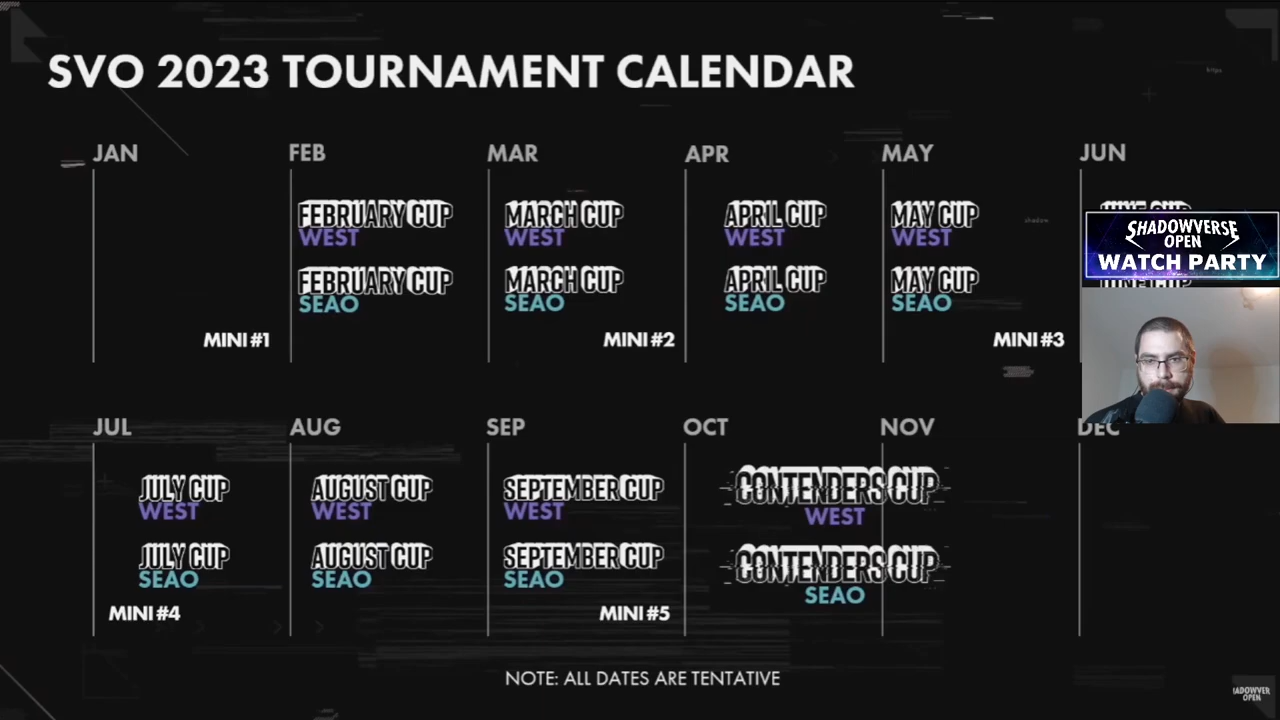 SVO 2023 TOURNAMENT CALENDAR
JAN
FEB
MAR
APR
MAY
JUN
FEBRUARY CUP
WEST
MARCH CUP
WEST
APRIL CUP
WEST
MAY CUP
WEST
SHADOWVERSE
OPEN
WATCH PARTY
FEBRUARY CUP
SEAO
MARCH CUP
SEAO
APRIL CUP
SEAO
MAY CUP
SEAO
MINI #1
MINI #2
MINI #3
JUL
AUG
SEP
OCT
NOV
DEC
JULY CUP
WEST
AUGUST CUP
WEST
SEPTEMBER CUP
WEST
CONTENDERS CUP
WEST
JULY CUP
SEAO
AUGUST CUP
SEAO
SEPTEMBER CUP
SEAO
CONTENDERS CUP
SEAO
MINI #4
MINI #5
NOTE: ALL DATES ARE TENTATIVE